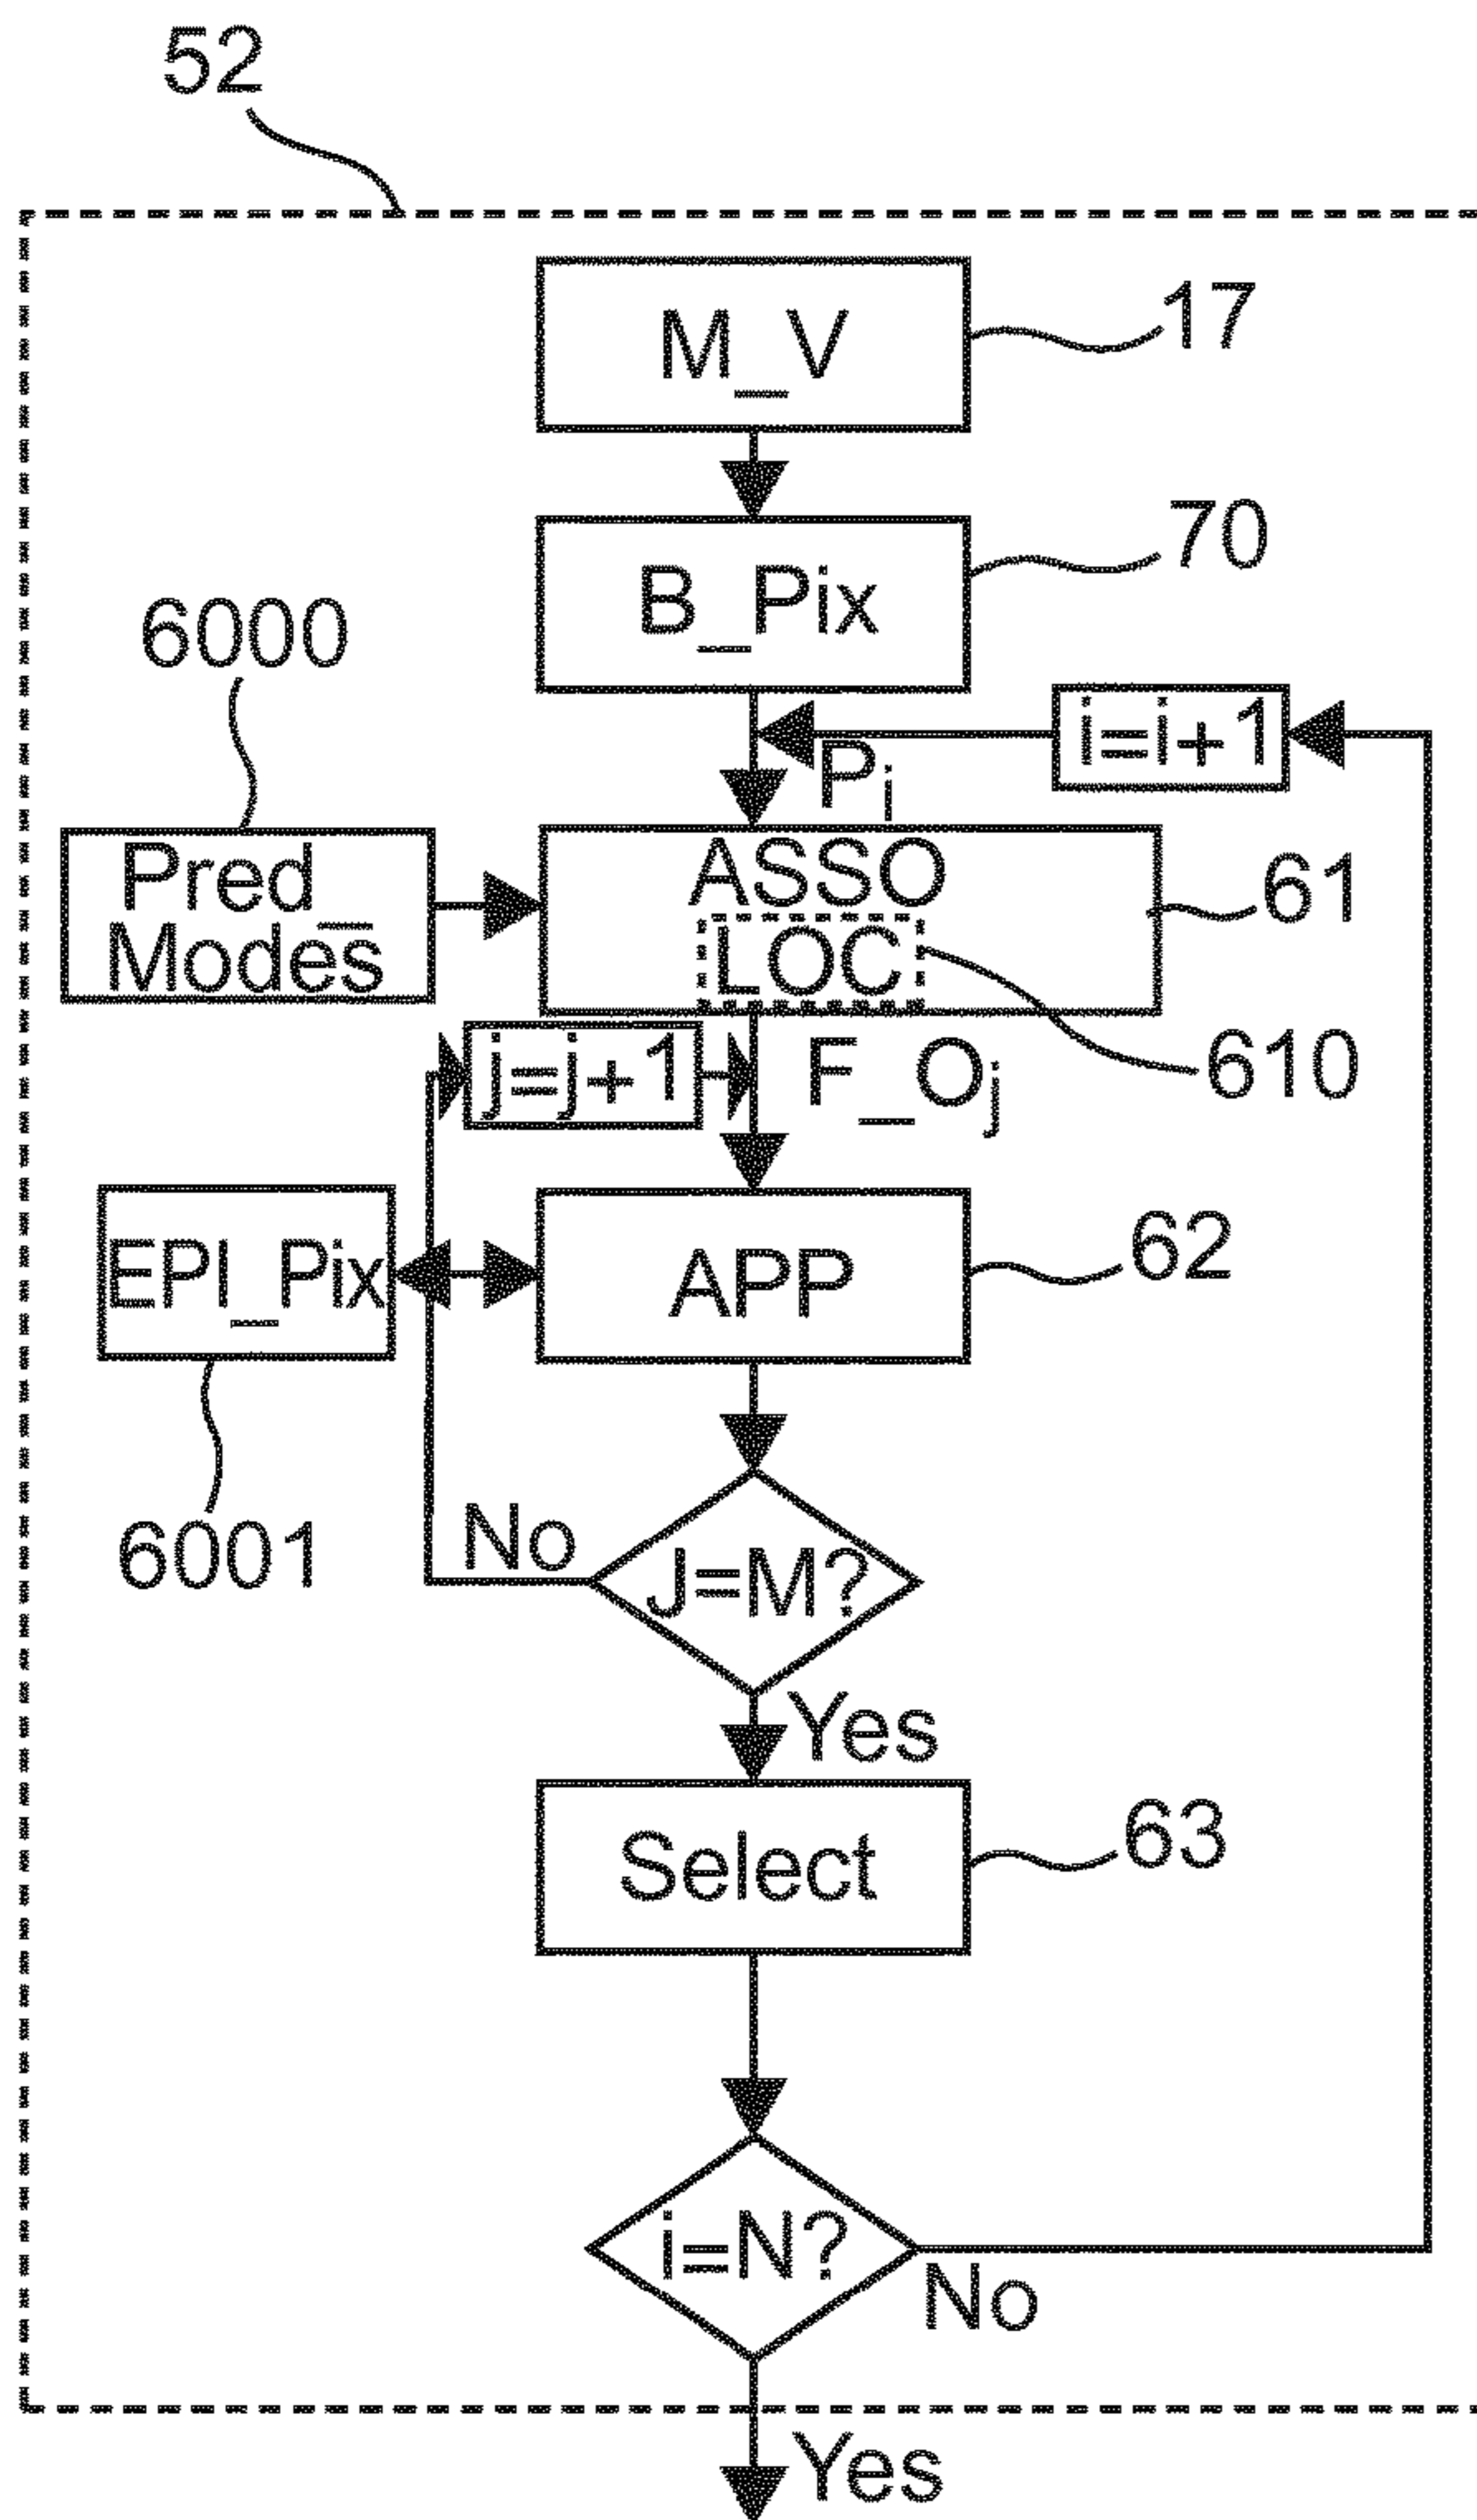 52
M_V
17
B_Pix
70
6000
i=i+1
Pi
Pred_
Modes
ASSO
LOC
61
610
j=j+1
F_Oj
EPI_Pix
APP
62
6001
No
J=M?
Yes
Select
63
i=N?
No
Yes